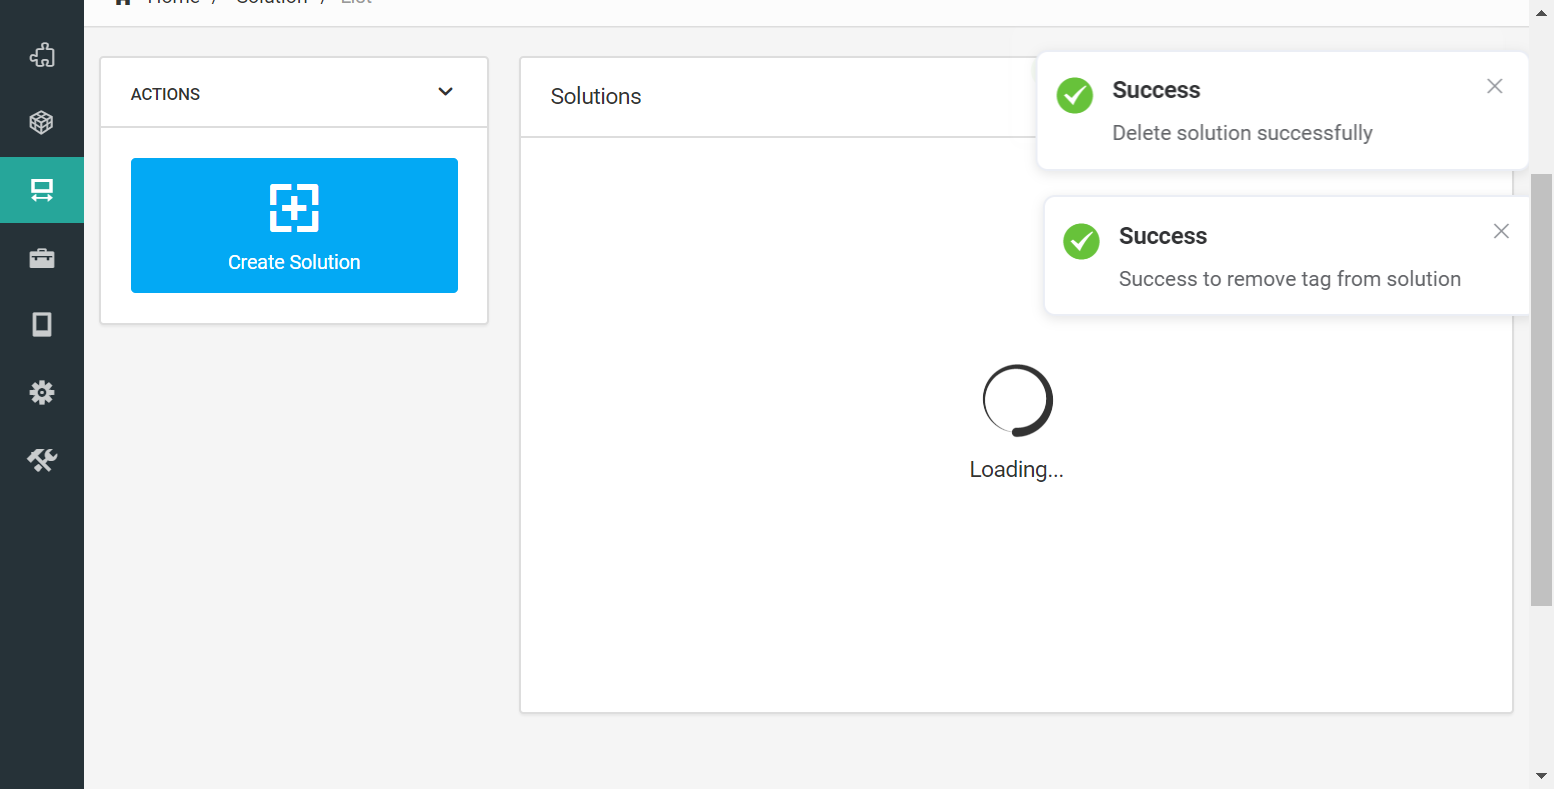 Home / Solution / List
ACTIONS
Create Solution
Solutions
Success
Delete solution successfully
Success
Success to remove tag from solution
Loading...